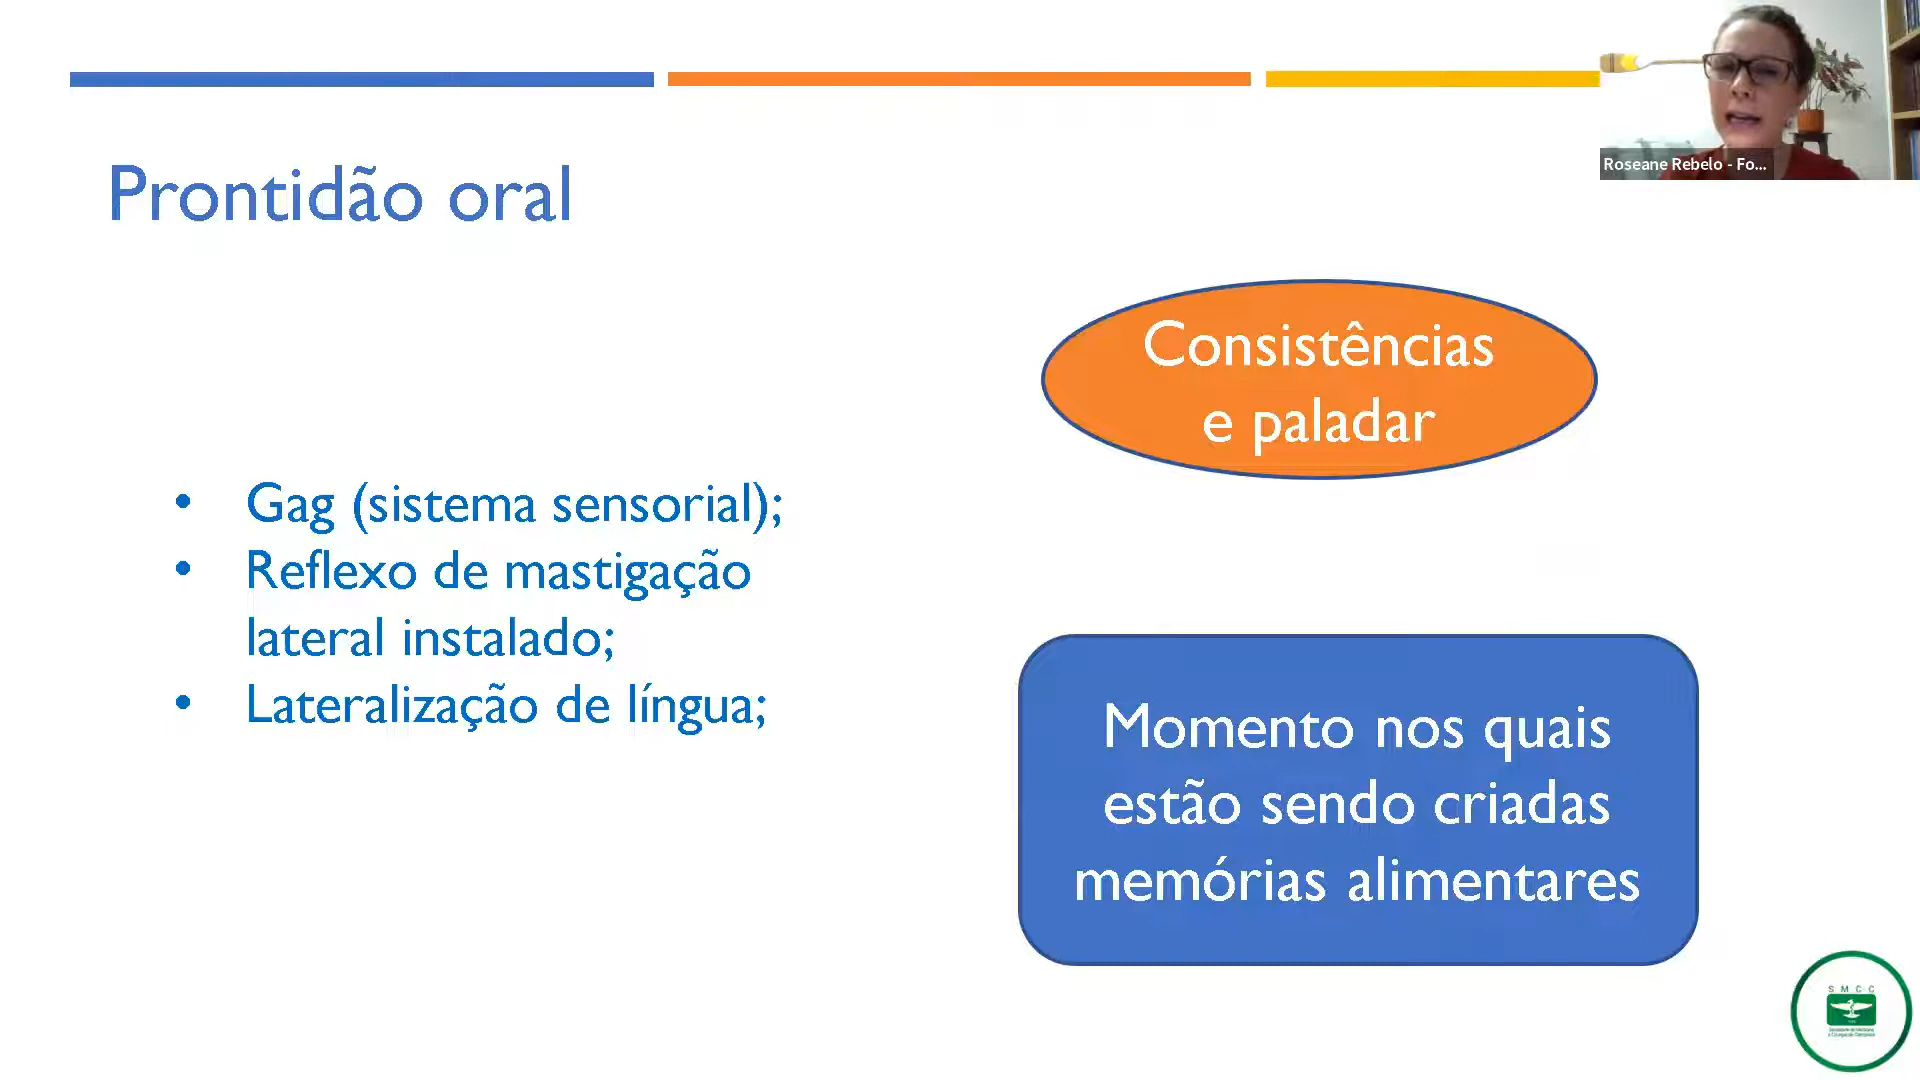 Roseane Rebelo - Fo...
Prontidão oral
Consistências
e paladar
• Gag (sistema sensorial);
• Reflexo de mastigação
lateral instalado;
• Lateralização de língua;
Momento nos quais
estão sendo criadas
memórias alimentares
SMCC